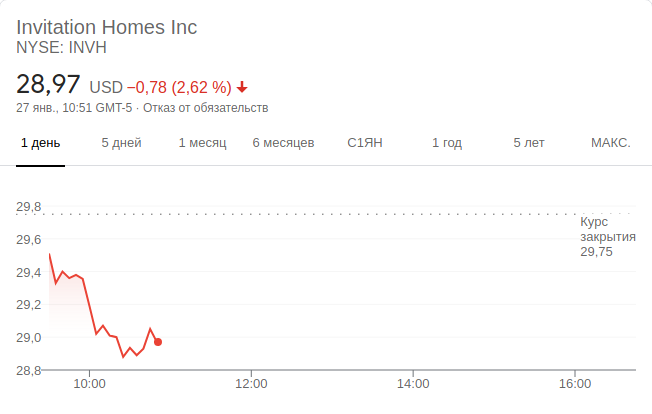 Invitation Homes Inc
NYSE: INVH
28,97 USD −0,78 (2,62 %)
27 янв., 10:51 GMT-5 · Отказ от обязательств
1 день 5 дней 1 месяц 6 месяцев С1ЯН 1 год 5 лет МАКС.
29,8
Курс
закрытия
29,75
29,6
29,4
29,2
29,0
28,8
10:00 12:00 14:00 16:00